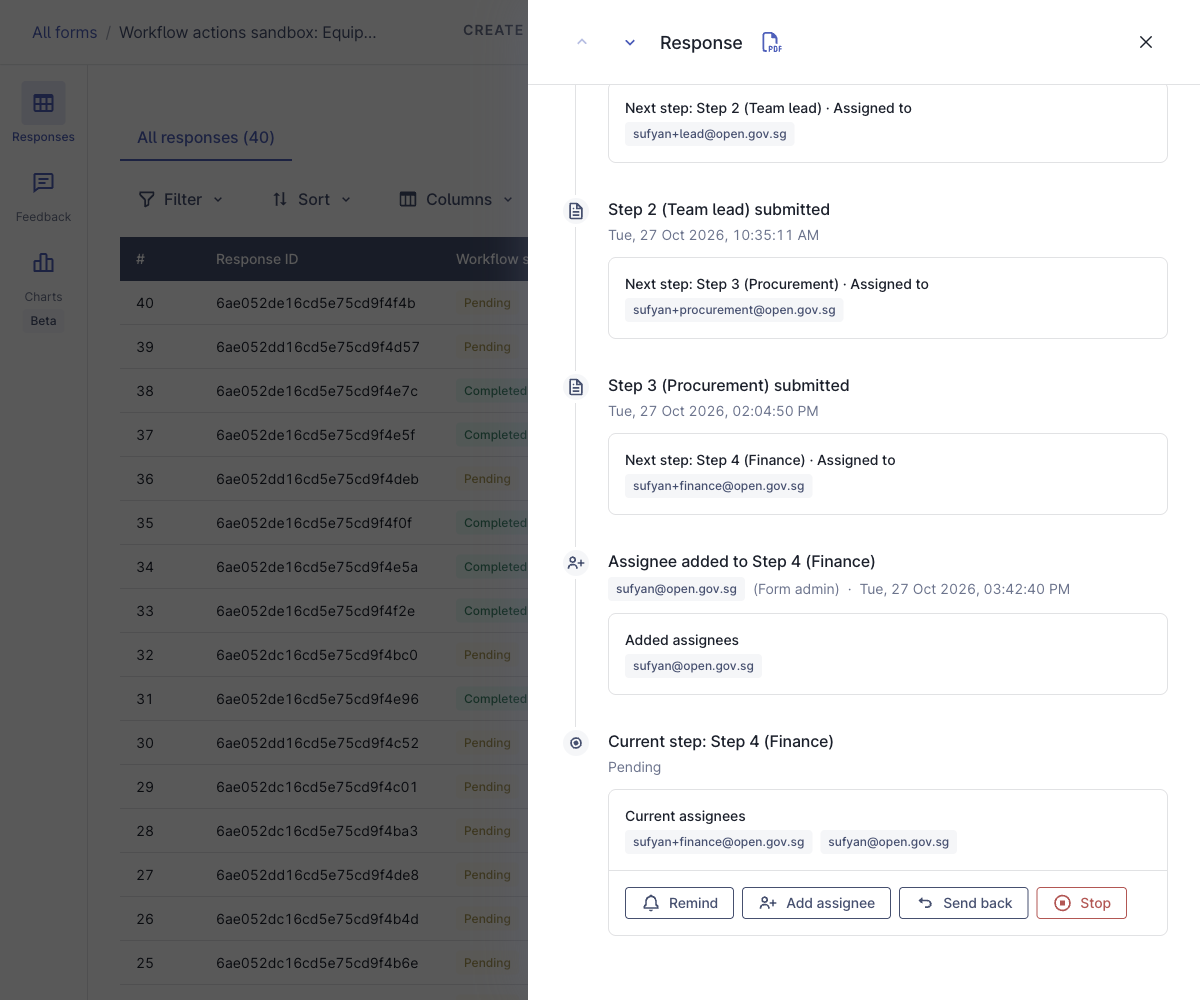 All forms / Workflow actions sandbox: Equip...
CREATE
Responses
Feedback
Charts
Beta
All responses (40)
Filter Sort Columns
# Response ID Workflow s
40 6ae052de16cd5e75cd9f4f4b Pending
39 6ae052dd16cd5e75cd9f4d57 Pending
38 6ae052de16cd5e75cd9f4e7c Completed
37 6ae052de16cd5e75cd9f4e5f Completed
36 6ae052de16cd5e75cd9f4deb Pending
35 6ae052de16cd5e75cd9f4f0f Completed
34 6ae052de16cd5e75cd9f4e5a Completed
33 6ae052de16cd5e75cd9f4f2e Completed
32 6ae052dc16cd5e75cd9f4bc0 Pending
31 6ae052de16cd5e75cd9f4e96 Completed
30 6ae052dc16cd5e75cd9f4c52 Pending
29 6ae052dc16cd5e75cd9f4c01 Pending
28 6ae052dc16cd5e75cd9f4ba3 Pending
27 6ae052dd16cd5e75cd9f4de8 Pending
26 6ae052dc16cd5e75cd9f4b4d Pending
25 6ae052dc16cd5e75cd9f4b6e Pending
Response PDF
Next step: Step 2 (Team lead) · Assigned to
sufyan+lead@open.gov.sg
Step 2 (Team lead) submitted
Tue, 27 Oct 2026, 10:35:11 AM
Next step: Step 3 (Procurement) · Assigned to
sufyan+procurement@open.gov.sg
Step 3 (Procurement) submitted
Tue, 27 Oct 2026, 02:04:50 PM
Next step: Step 4 (Finance) · Assigned to
sufyan+finance@open.gov.sg
Assignee added to Step 4 (Finance)
sufyan@open.gov.sg (Form admin) · Tue, 27 Oct 2026, 03:42:40 PM
Added assignees
sufyan@open.gov.sg
Current step: Step 4 (Finance)
Pending
Current assignees
sufyan+finance@open.gov.sg sufyan@open.gov.sg
Remind Add assignee Send back Stop